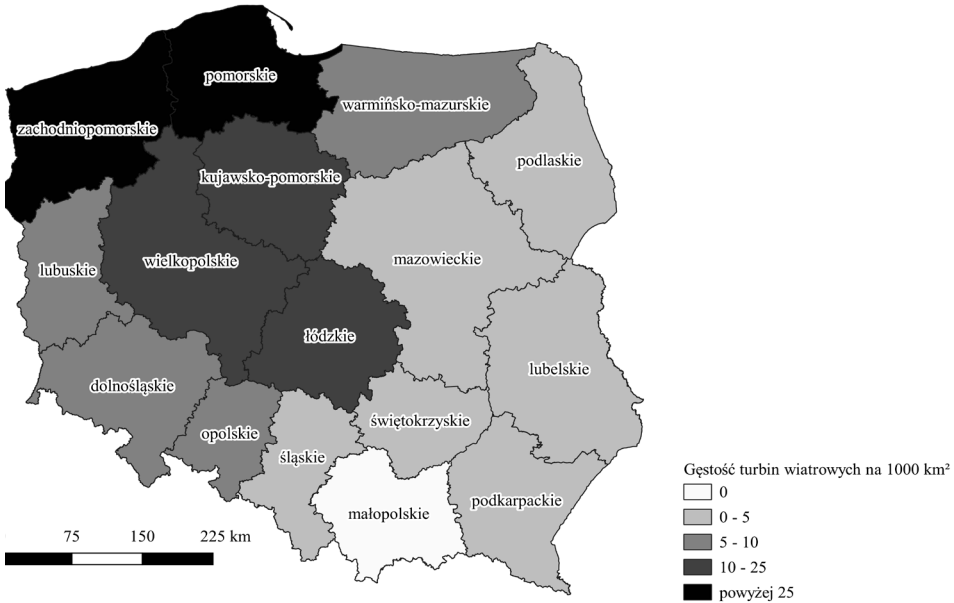 pomorskie
warmińsko-mazurskie
zachodniopomorskie
podlaskie
kujawsko-pomorskie
mazowieckie
wielkopolskie
lubuskie
łódzkie
lubelskie
dolnośląskie
świętokrzyskie
opolskie
śląskie
podkarpackie
małopolskie
75 150 225 km
Gęstość turbin wiatrowych na 1000 km²
0
0 - 5
5 - 10
10 - 25
powyżej 25